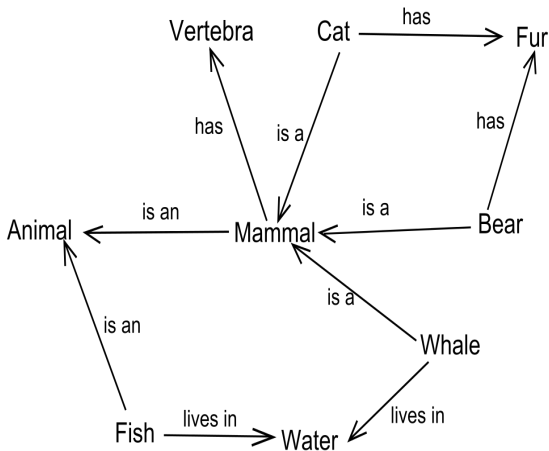 Vertebra
Cat
has
Fur
has
is a
has
Animal
is an
Mammal
is a
Bear
is an
is a
Whale
Fish
lives in
Water
lives in